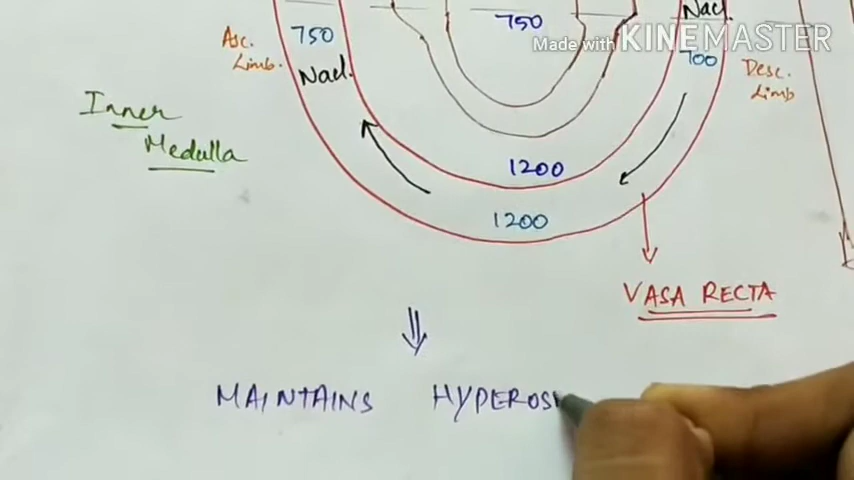 Asc.
Limb.
750
Nacl.
750
Nacl.
700
Desc.
Limb
Made with KINEMASTER
Inner
Medulla
1200
1200
VASA RECTA
MAINTAINS HYPEROS